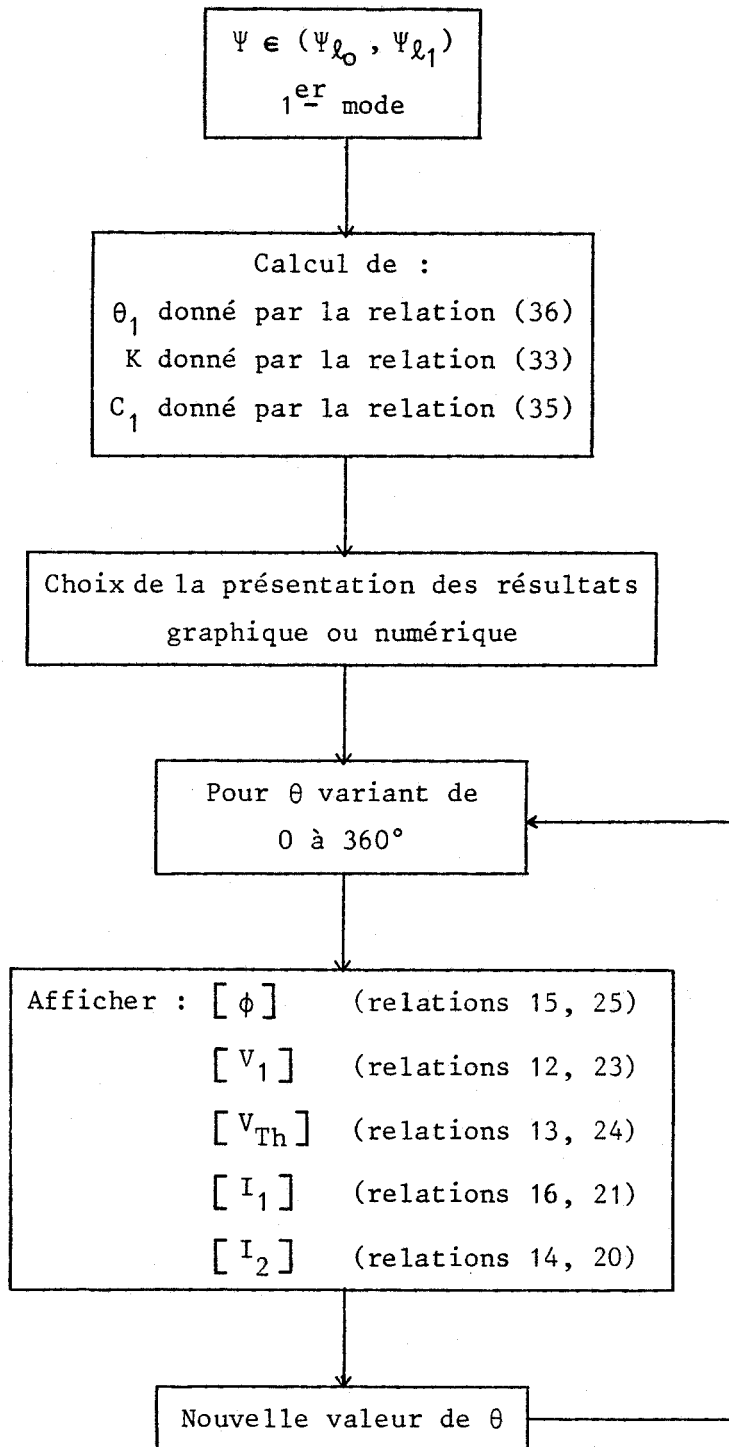 Ψ ∈ (Ψℓ₀ , Ψℓ₁)
1er mode
Calcul de :
θ₁ donné par la relation (36)
K donné par la relation (33)
C₁ donné par la relation (35)
Choix de la présentation des résultats
graphique ou numérique
Pour θ variant de
0 à 360°
Afficher : [ φ ] (relations 15, 25)
[ V₁ ] (relations 12, 23)
[ V_Th ] (relations 13, 24)
[ I₁ ] (relations 16, 21)
[ I₂ ] (relations 14, 20)
Nouvelle valeur de θ